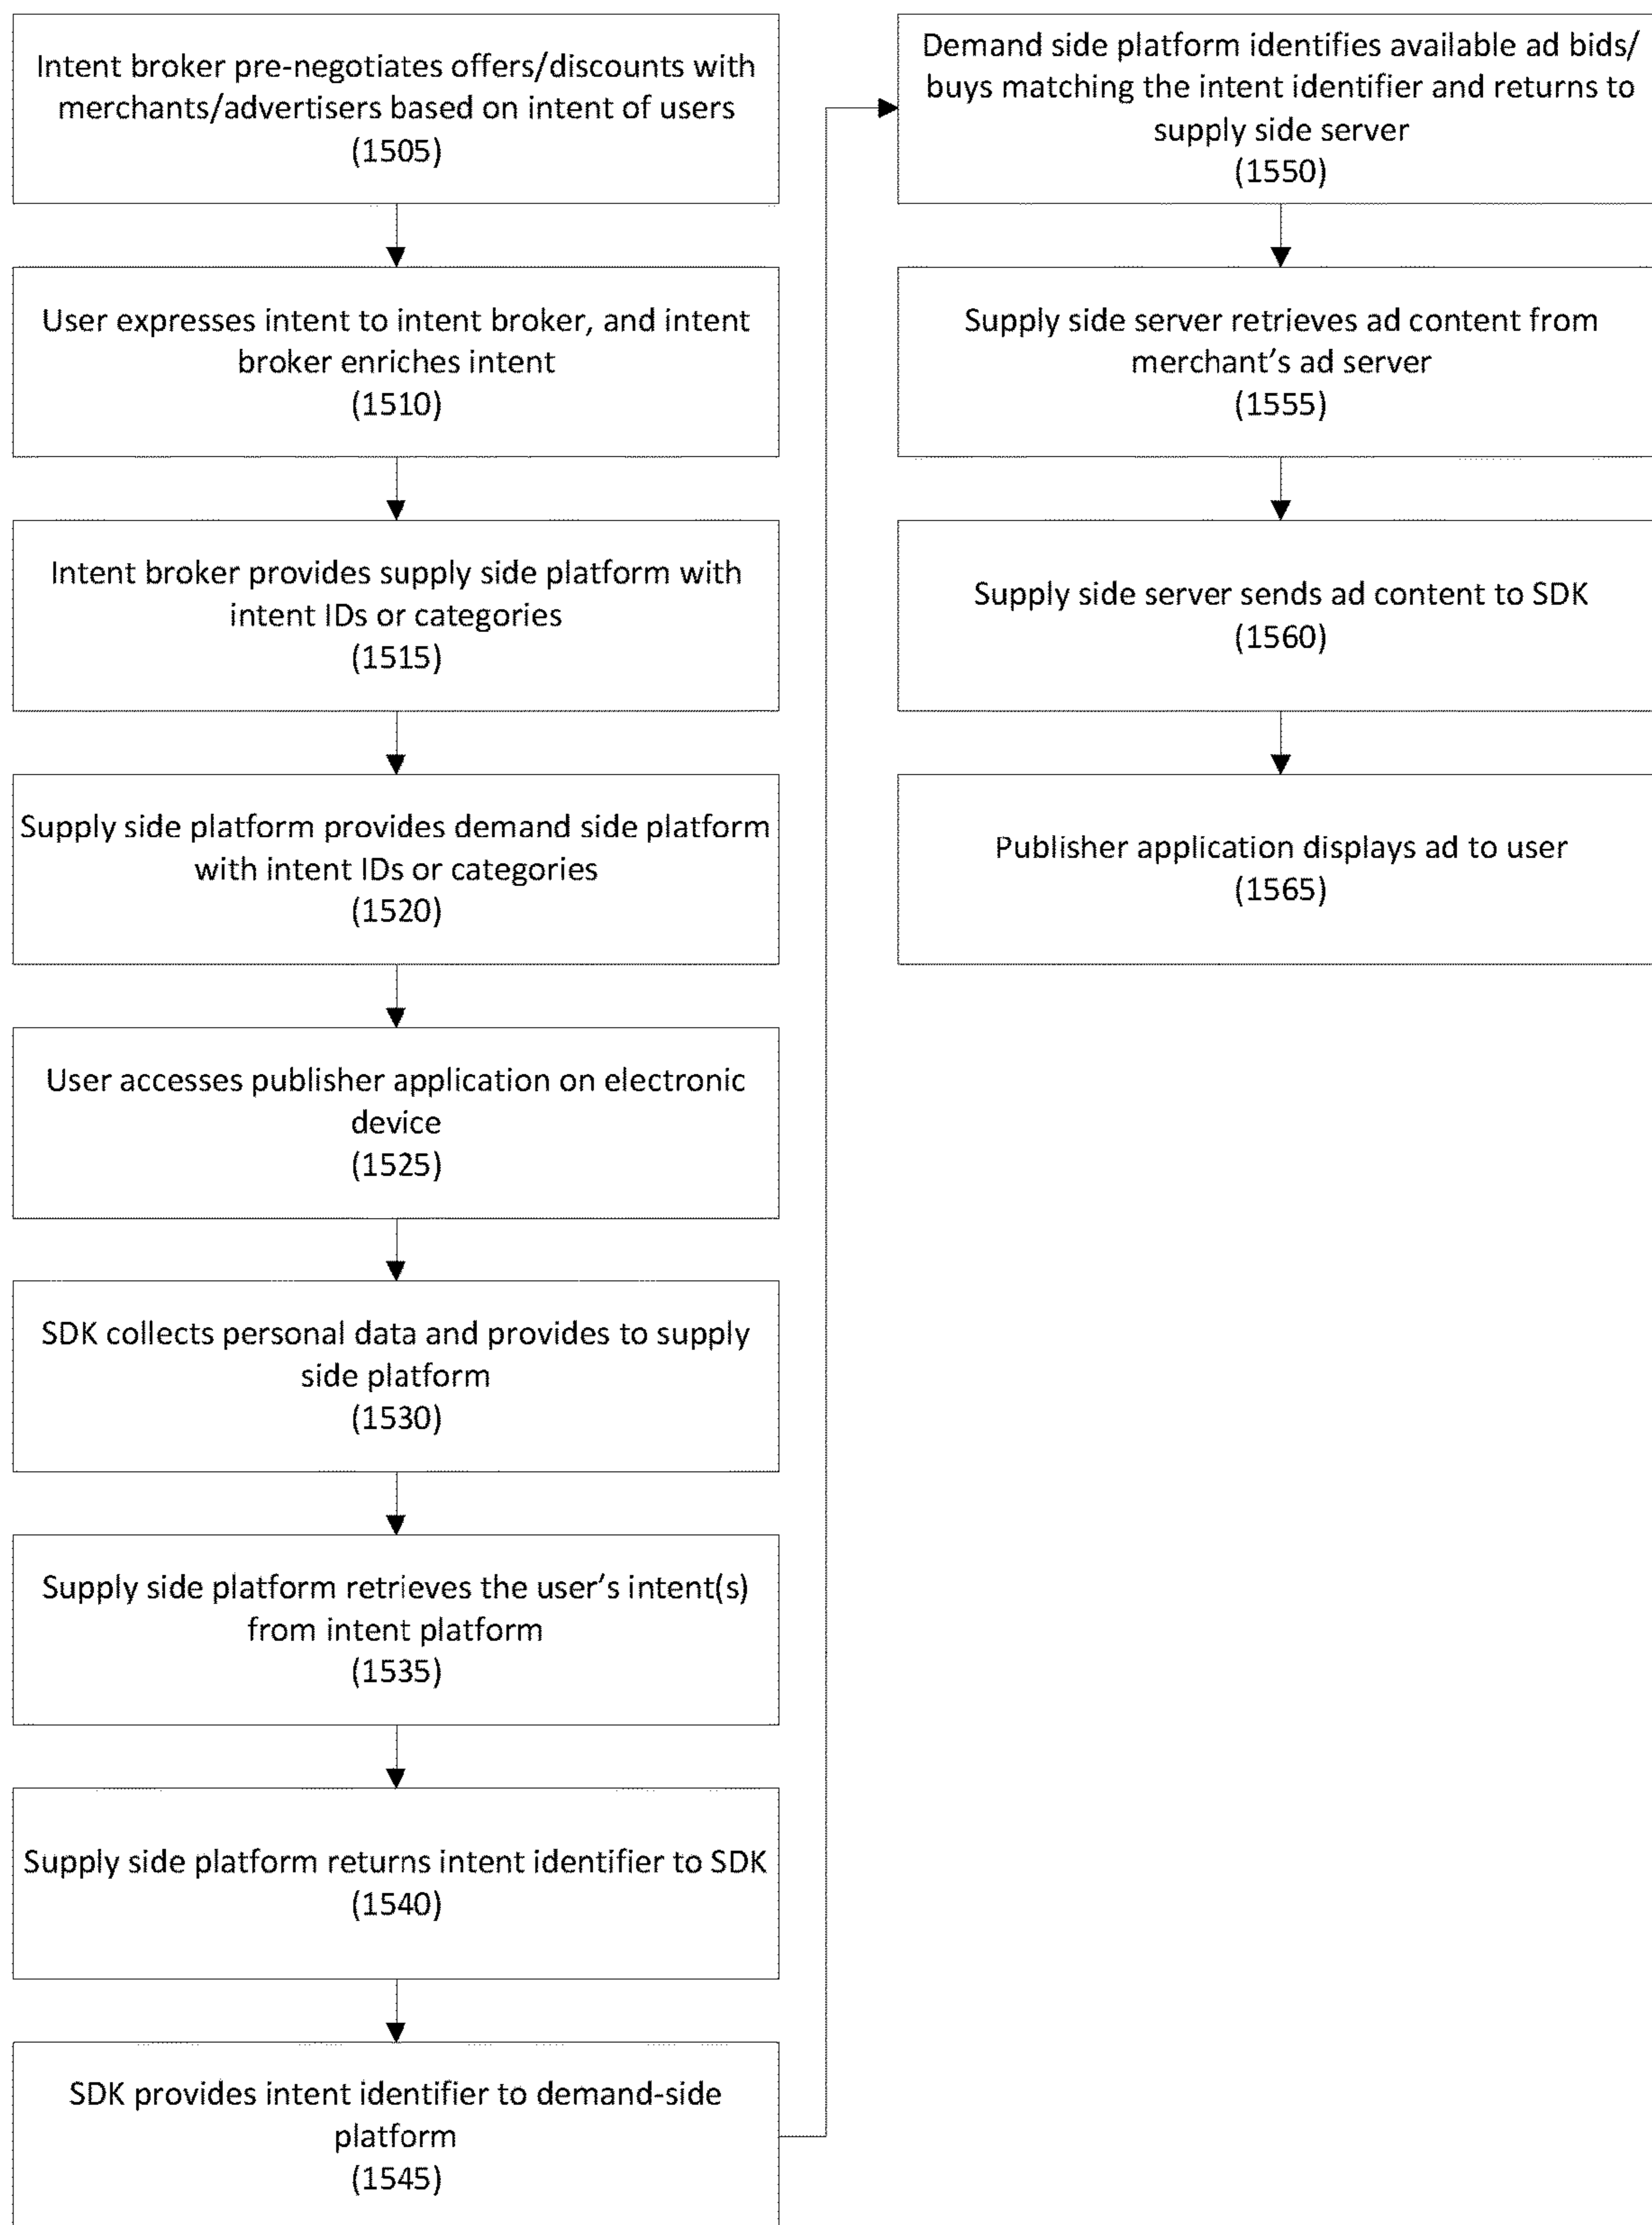 Intent broker pre-negotiates offers/discounts with
merchants/advertisers based on intent of users
(1505)
User expresses intent to intent broker, and intent
broker enriches intent
(1510)
Intent broker provides supply side platform with
intent IDs or categories
(1515)
Supply side platform provides demand side platform
with intent IDs or categories
(1520)
User accesses publisher application on electronic
device
(1525)
SDK collects personal data and provides to supply
side platform
(1530)
Supply side platform retrieves the user's intent(s)
from intent platform
(1535)
Supply side platform returns intent identifier to SDK
(1540)
SDK provides intent identifier to demand-side
platform
(1545)
Demand side platform identifies available ad bids/
buys matching the intent identifier and returns to
supply side server
(1550)
Supply side server retrieves ad content from
merchant's ad server
(1555)
Supply side server sends ad content to SDK
(1560)
Publisher application displays ad to user
(1565)